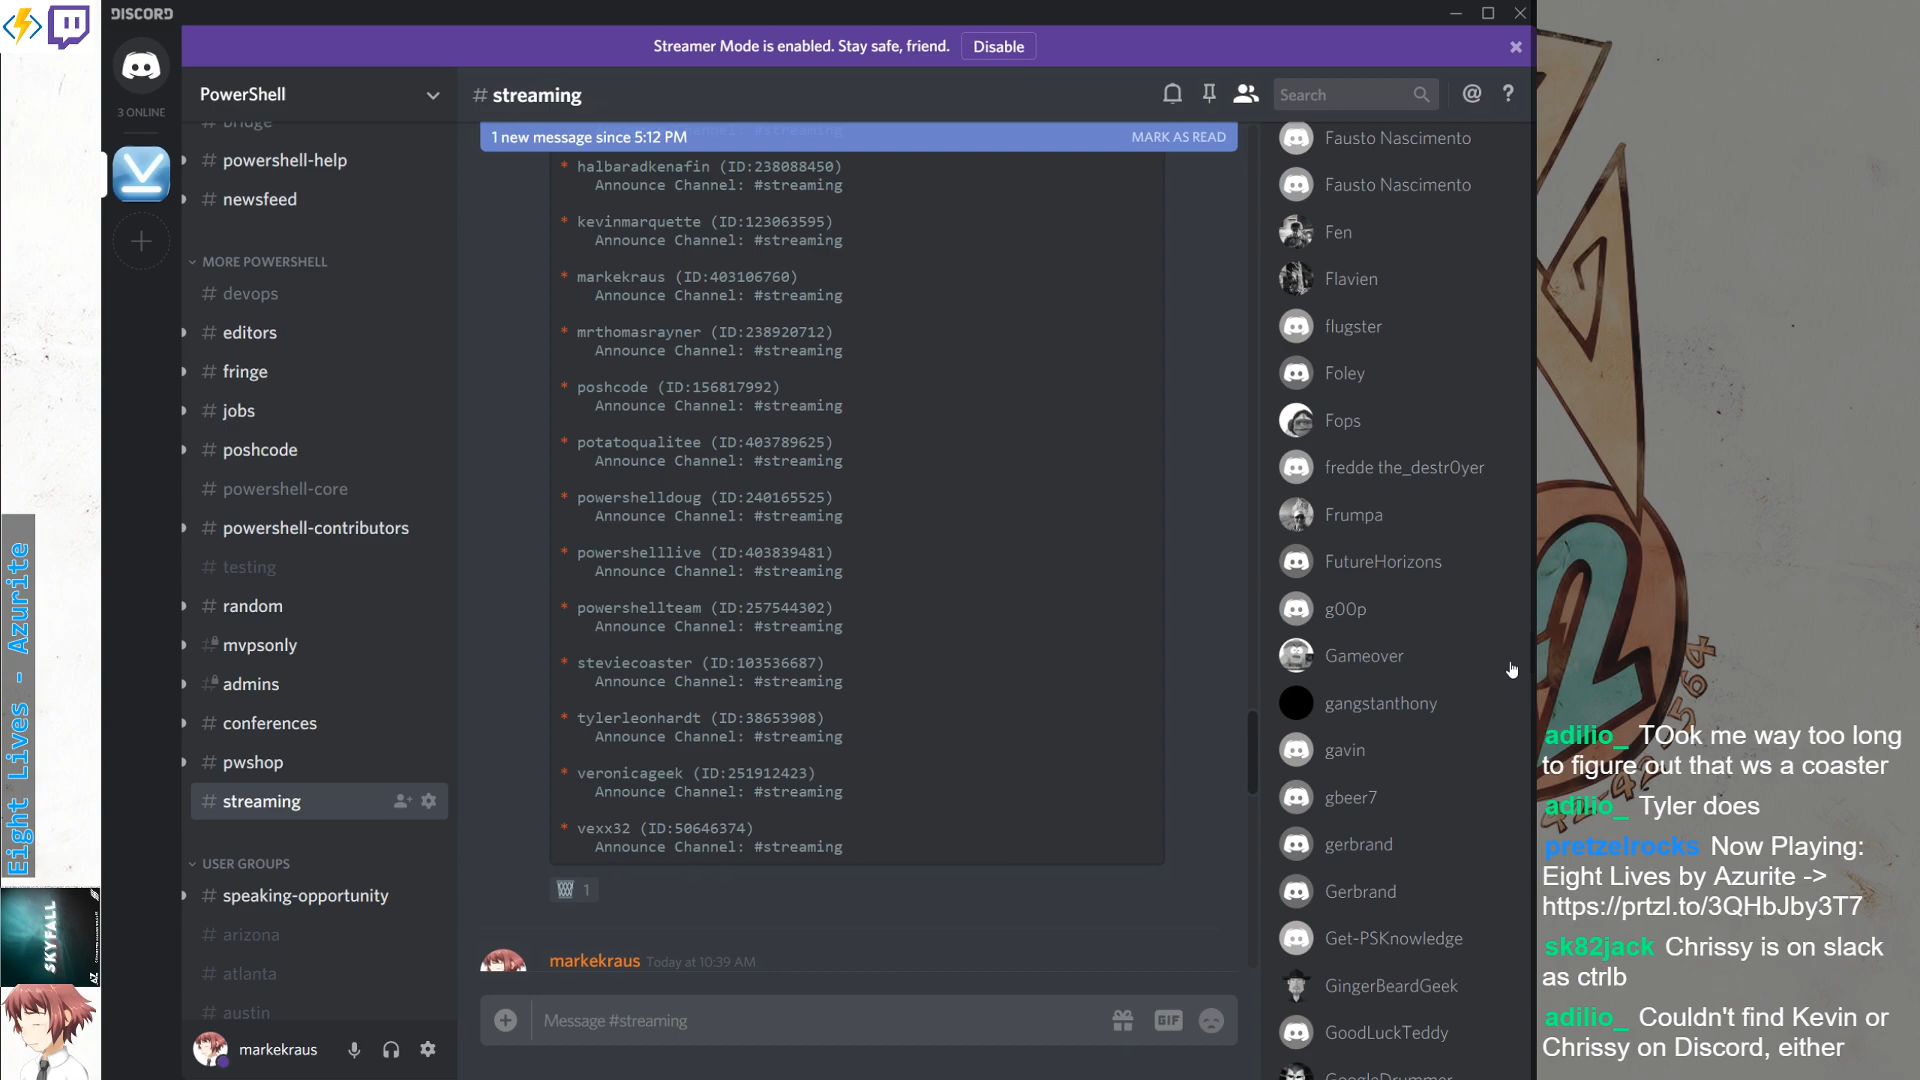 DISCORD
Streamer Mode is enabled. Stay safe, friend.
Disable
3 ONLINE
PowerShell
# streaming
Search
1 new message since 5:12 PM
MARK AS READ
# bridge
# powershell-help
# newsfeed
MORE POWERSHELL
# devops
# editors
# fringe
# jobs
# poshcode
# powershell-core
# powershell-contributors
# testing
# random
# mvpsonly
# admins
# conferences
# pwshop
# streaming
USER GROUPS
# speaking-opportunity
# arizona
# atlanta
# austin
markekraus
* halbaradkenafin (ID:238088450)
Announce Channel: #streaming
* kevinmarquette (ID:123063595)
Announce Channel: #streaming
* markekraus (ID:403106760)
Announce Channel: #streaming
* mrthomasrayner (ID:238920712)
Announce Channel: #streaming
* poshcode (ID:156817992)
Announce Channel: #streaming
* potatoqualitee (ID:403789625)
Announce Channel: #streaming
* powershelldoug (ID:240165525)
Announce Channel: #streaming
* powershelllive (ID:403839481)
Announce Channel: #streaming
* powershellteam (ID:257544302)
Announce Channel: #streaming
* steviecoaster (ID:103536687)
Announce Channel: #streaming
* tylerleonhardt (ID:38653908)
Announce Channel: #streaming
* veronicageek (ID:251912423)
Announce Channel: #streaming
* vexx32 (ID:50646374)
Announce Channel: #streaming
1
markekraus Today at 10:39 AM
Message #streaming
GIF
Fausto Nascimento
Fausto Nascimento
Fen
Flavien
flugster
Foley
Fops
fredde the_destr0yer
Frumpa
FutureHorizons
g00p
Gameover
gangstanthony
gavin
gbeer7
gerbrand
Gerbrand
Get-PSKnowledge
GingerBeardGeek
GoodLuckTeddy
GoogleDrummer
Eight Lives - Azurite
SKYFALL
adilio_ TOok me way too long
to figure out that ws a coaster
adilio_ Tyler does
pretzelrocks Now Playing:
Eight Lives by Azurite ->
https://prtzl.to/3QHbJby3T7
sk82jack Chrissy is on slack
as ctrlb
adilio_ Couldn't find Kevin or
Chrissy on Discord, either